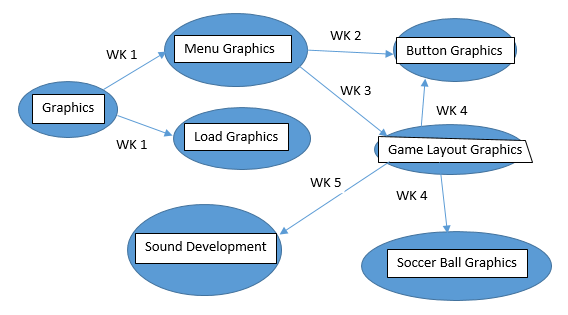 WK 2
WK 1
Menu Graphics
Button Graphics
Graphics
WK 3
WK 4
WK 1
Load Graphics
Game Layout Graphics
WK 5
WK 4
Sound Development
Soccer Ball Graphics